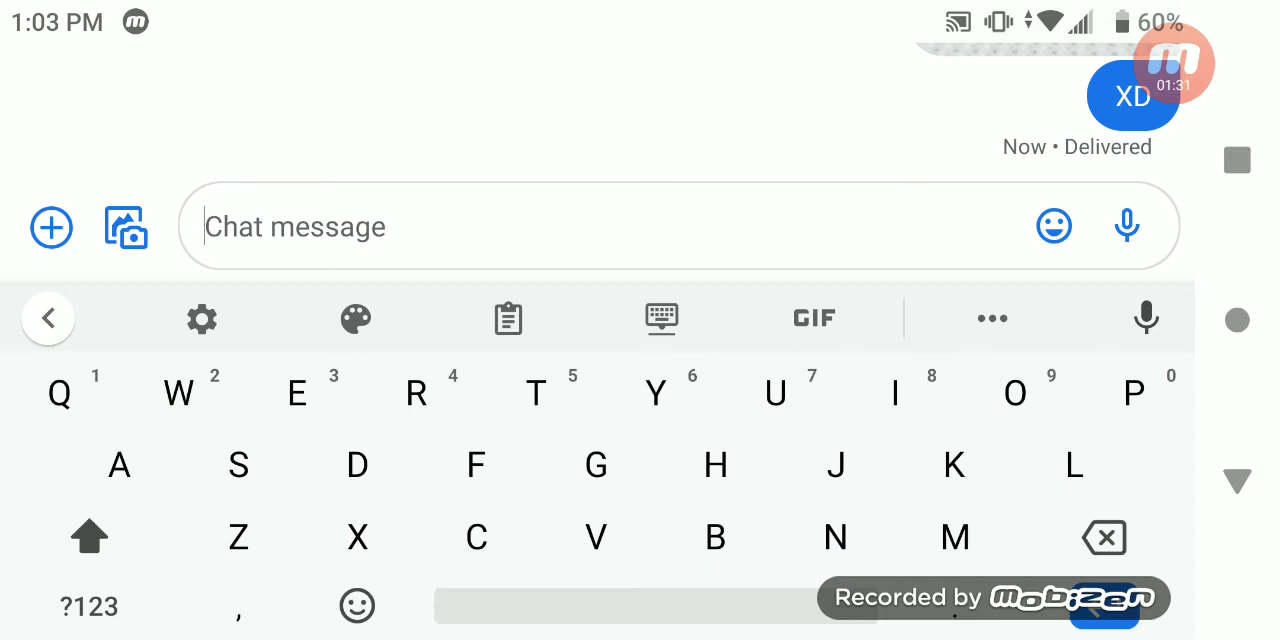 1:03 PM
60%
XD
01:31
Now • Delivered
Chat message
GIF
Q 1 W 2 E 3 R 4 T 5 Y 6 U 7 I 8 O 9 P 0
A S D F G H J K L
Z X C V B N M
?123 , .
Recorded by mobizen